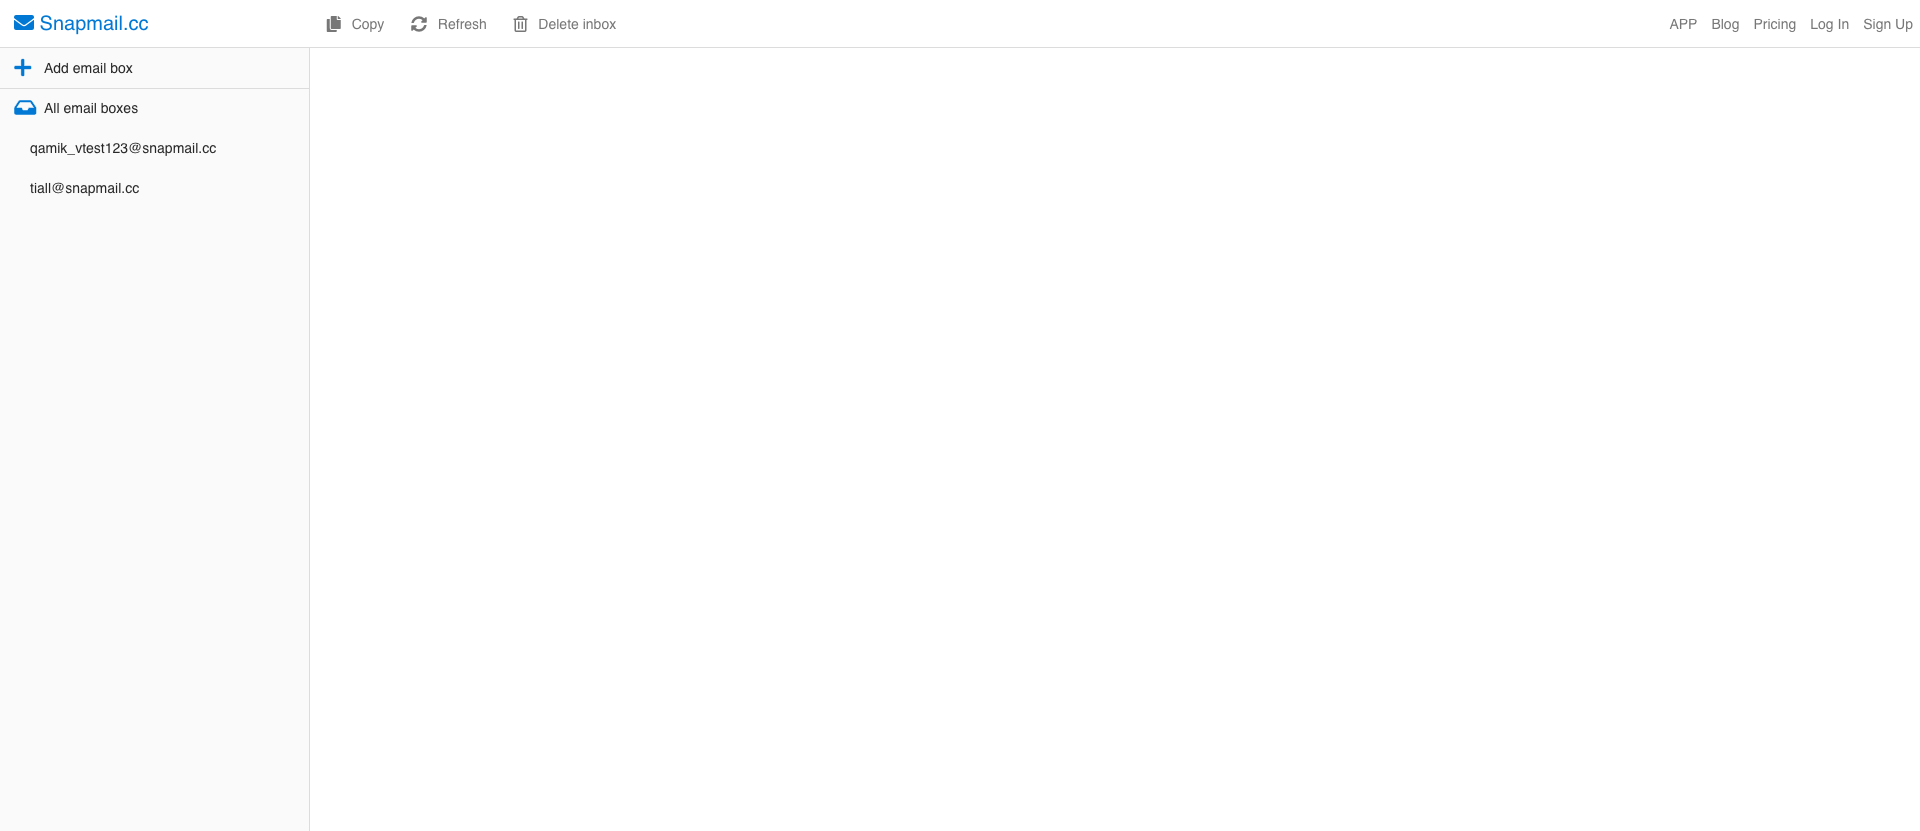 Snapmail.cc
Copy Refresh Delete inbox
APP Blog Pricing Log In Sign Up
Add email box
All email boxes
qamik_vtest123@snapmail.cc
tiall@snapmail.cc